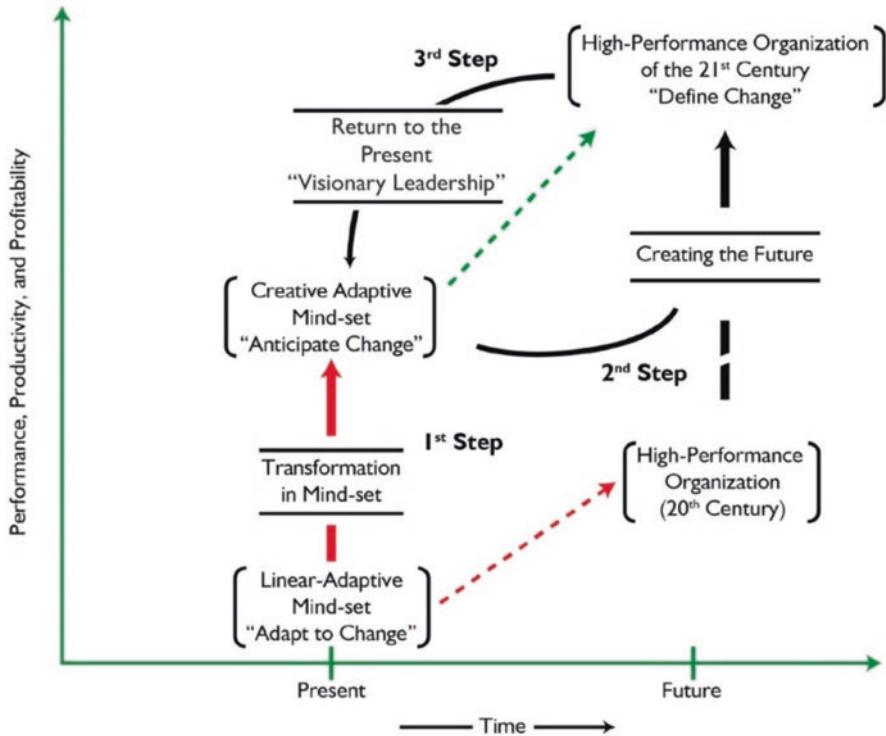 Performance, Productivity, and Profitability
3rd Step
High-Performance Organization
of the 21st Century
“Define Change”
Return to the
Present
“Visionary Leadership”
Creating the Future
Creative Adaptive
Mind-set
“Anticipate Change”
2nd Step
1st Step
Transformation
in Mind-set
High-Performance
Organization
(20th Century)
Linear-Adaptive
Mind-set
“Adapt to Change”
Present
Future
Time